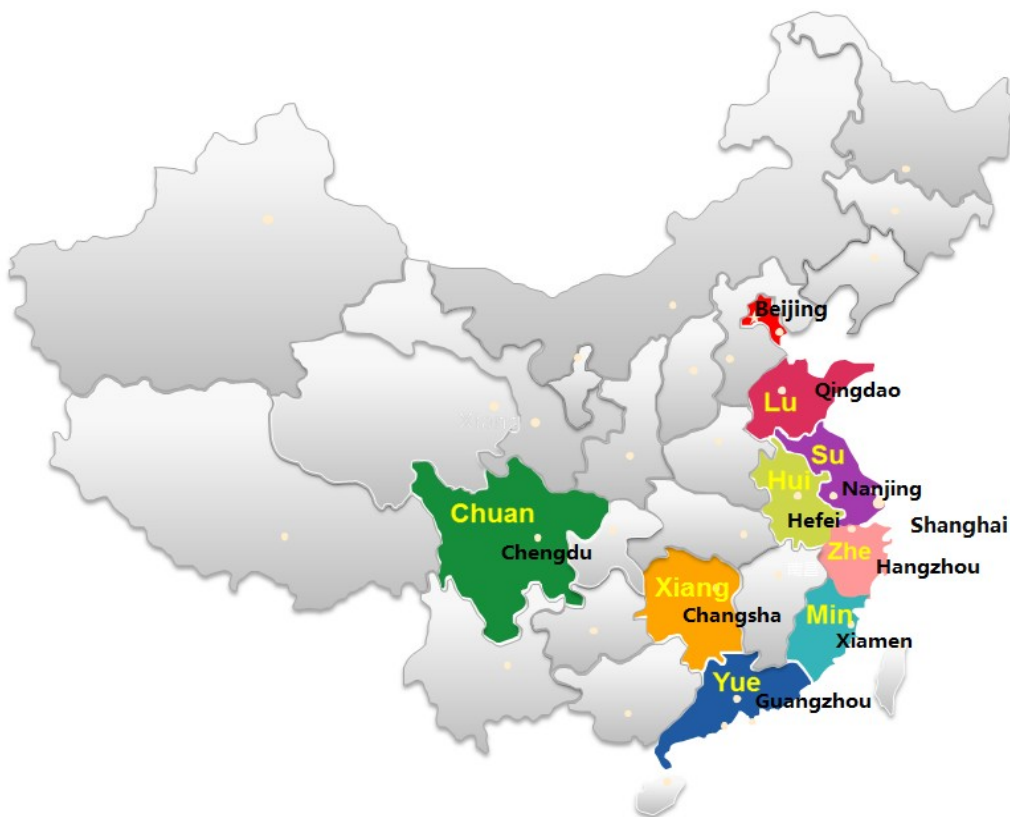 Beijing
Lu
Qingdao
Su
Hui
Nanjing
Hefei
Shanghai
Chuan
Chengdu
Zhe
Hangzhou
Xiang
Changsha
Min
Xiamen
Yue
Guangzhou